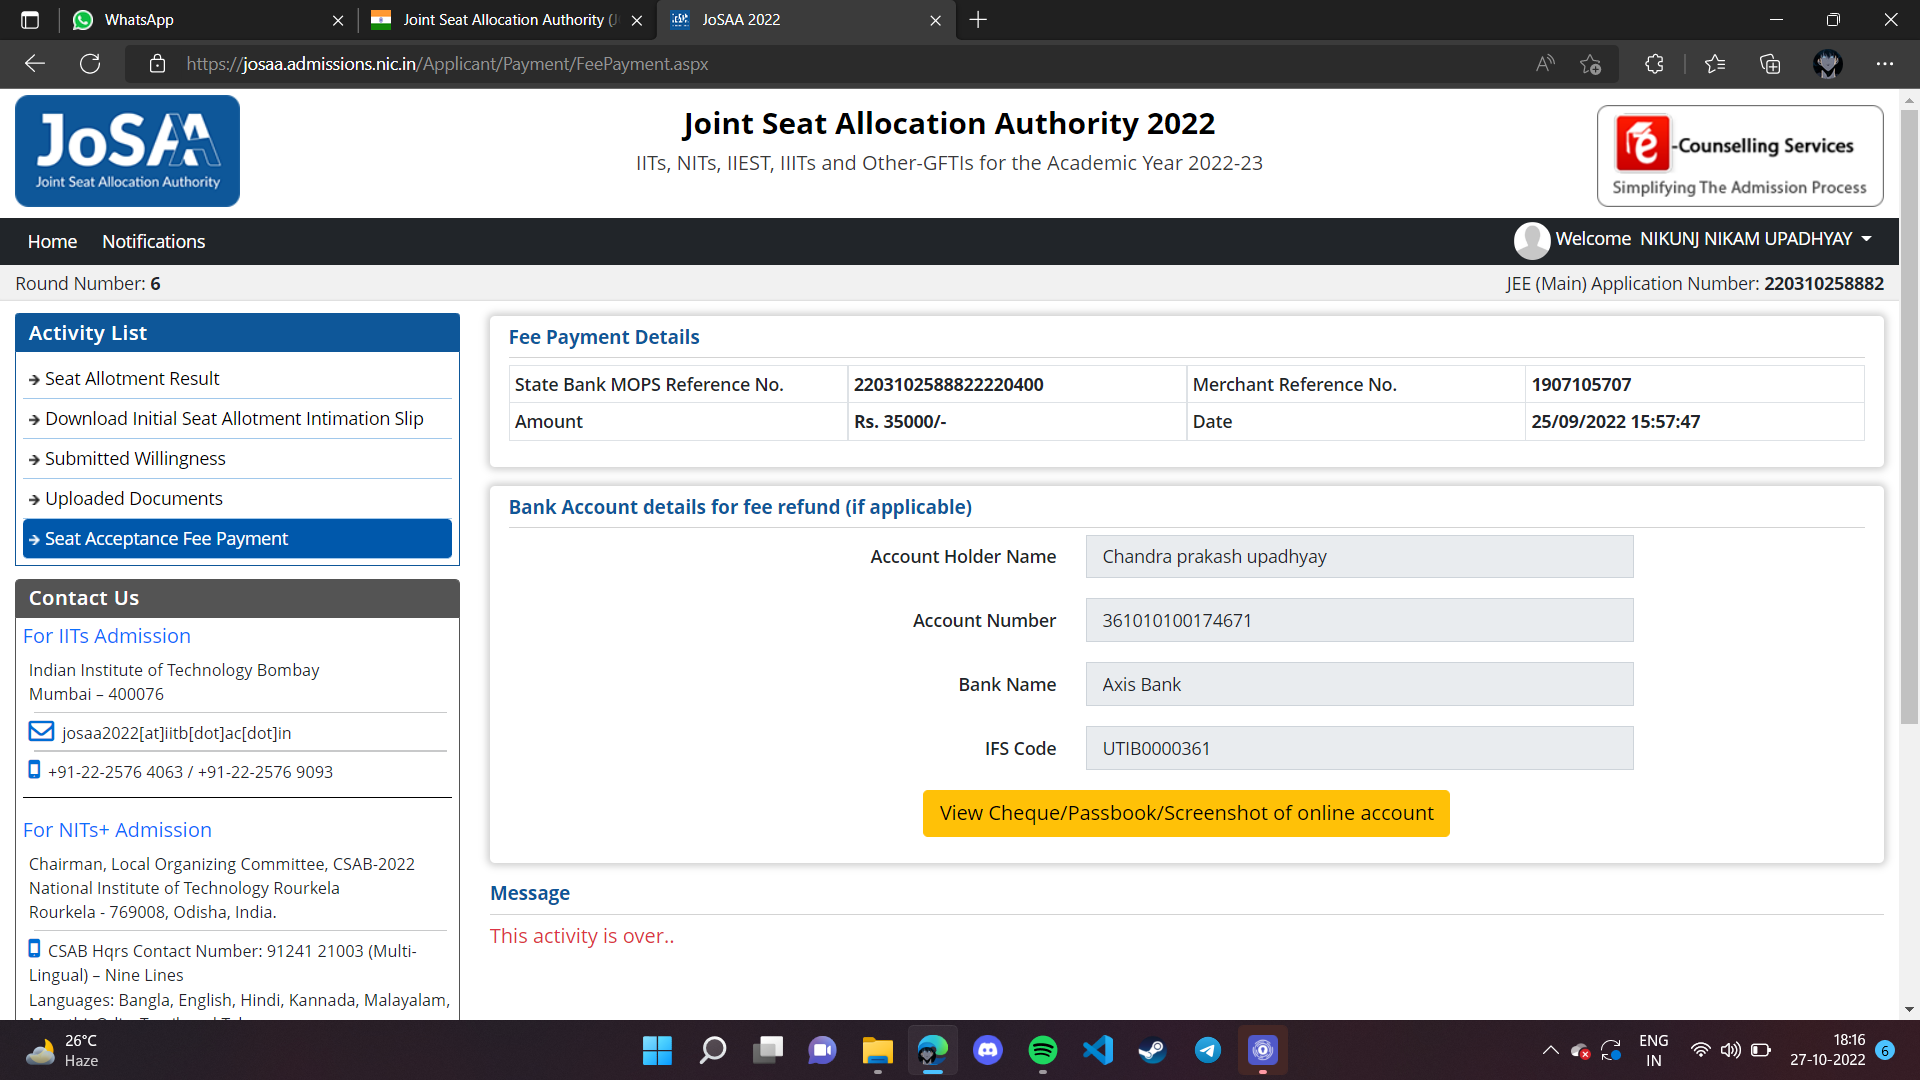 WhatsApp
Joint Seat Allocation Authority (J
JoSAA 2022
https://josaa.admissions.nic.in/Applicant/Payment/FeePayment.aspx
JoSAA
Joint Seat Allocation Authority
Joint Seat Allocation Authority 2022
IITs, NITs, IIEST, IIITs and Other-GFTIs for the Academic Year 2022-23
e-Counselling Services
Simplifying The Admission Process
Home Notifications
Welcome NIKUNJ NIKAM UPADHYAY
Round Number: 6
JEE (Main) Application Number: 220310258882
Activity List
Seat Allotment Result
Download Initial Seat Allotment Intimation Slip
Submitted Willingness
Uploaded Documents
Seat Acceptance Fee Payment
Contact Us
For IITs Admission
Indian Institute of Technology Bombay
Mumbai – 400076
josaa2022[at]iitb[dot]ac[dot]in
+91-22-2576 4063 / +91-22-2576 9093
For NITs+ Admission
Chairman, Local Organizing Committee, CSAB-2022
National Institute of Technology Rourkela
Rourkela - 769008, Odisha, India.
CSAB Hqrs Contact Number: 91241 21003 (Multi-
Lingual) – Nine Lines
Languages: Bangla, English, Hindi, Kannada, Malayalam,
Fee Payment Details
State Bank MOPS Reference No. 2203102588822220400 Merchant Reference No. 1907105707
Amount Rs. 35000/- Date 25/09/2022 15:57:47
Bank Account details for fee refund (if applicable)
Account Holder Name Chandra prakash upadhyay
Account Number 361010100174671
Bank Name Axis Bank
IFS Code UTIB0000361
View Cheque/Passbook/Screenshot of online account
Message
This activity is over..
26°C
Haze
ENG
IN
18:16
27-10-2022
6